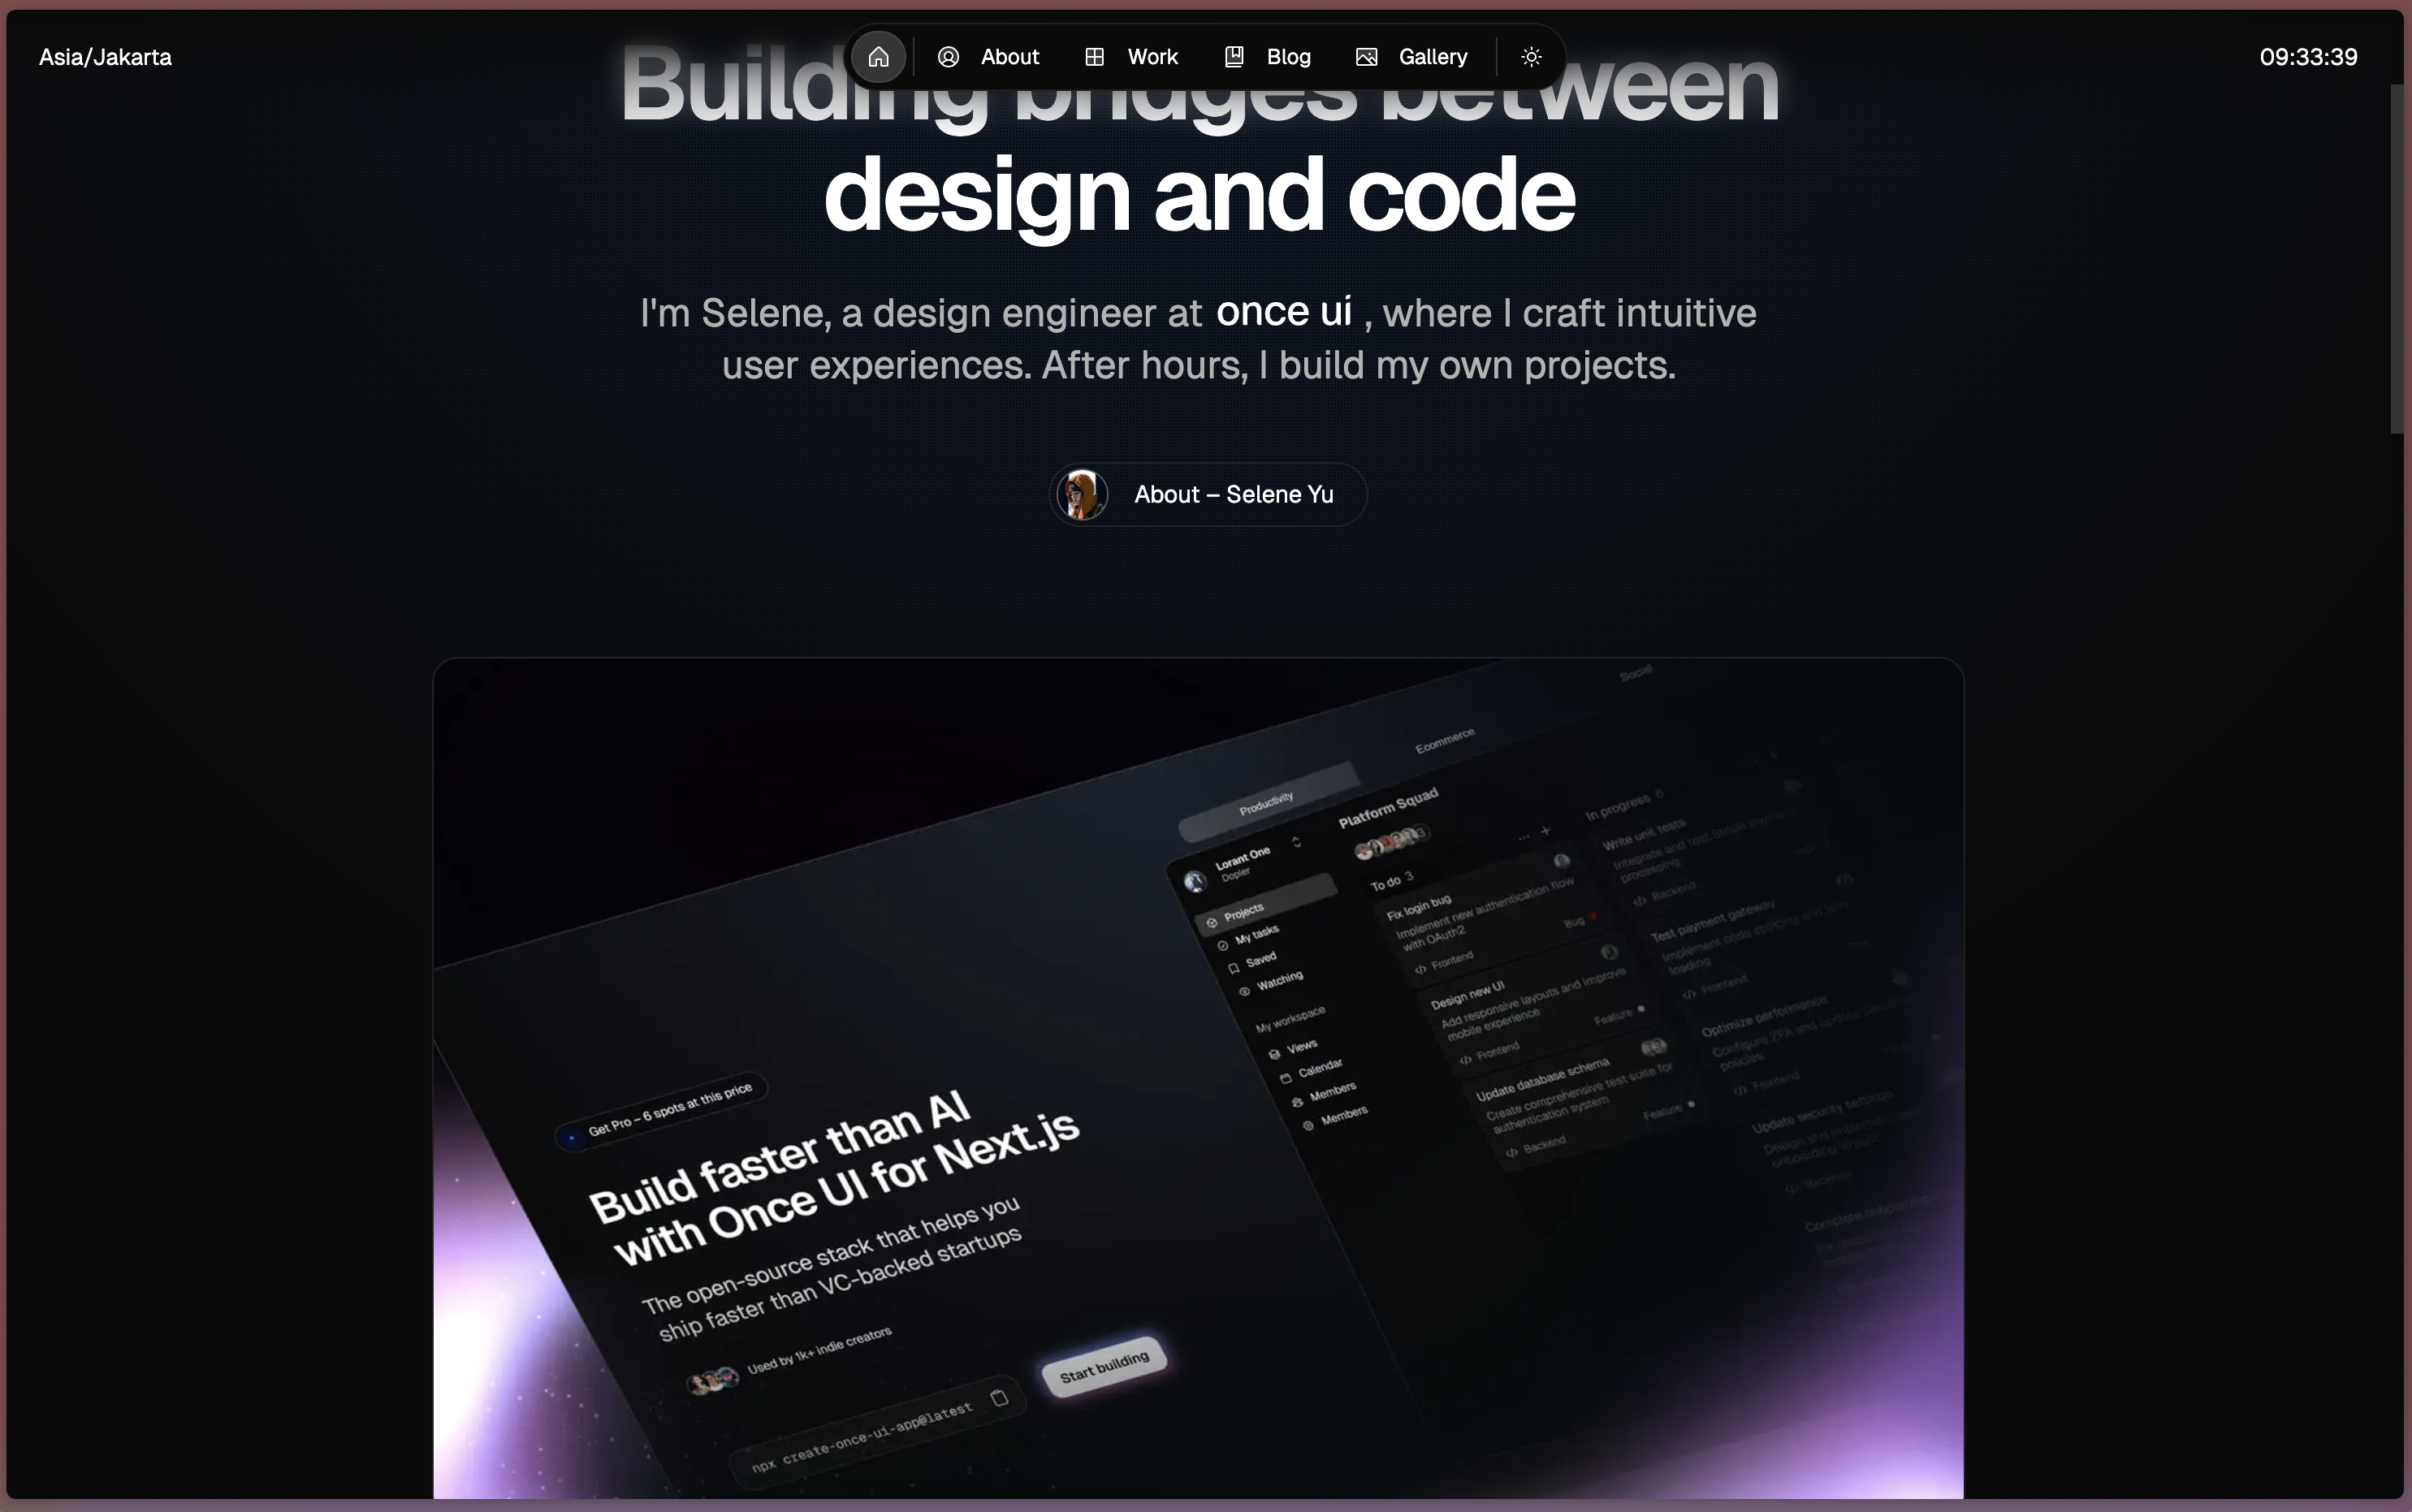 Asia/Jakarta
About
Work
Blog
Gallery
09:33:39
Building bridges between
design and code
I'm Selene, a design engineer at once ui , where I craft intuitive
user experiences. After hours, I build my own projects.
About – Selene Yu
Social
Ecommerce
Productivity
Lorant One
Dopler
Projects
My tasks
Saved
Watching
My workspace
Views
Calendar
Members
Members
Platform Squad
To do 3
Fix login bug
Implement new authentication flow
with OAuth2
Bug
Frontend
Design new UI
Add responsive layouts and improve
mobile experience
Feature
Frontend
Update database schema
Create comprehensive test suite for
authentication system
Feature
Backend
In progress 6
Write unit tests
Integrate and test Stripe payment
processing
Backend
Test payment gateway
Implement code splitting and lazy
loading
Frontend
Optimize performance
Configure 2FA and update
policies
Frontend
Update security settings
Design and implement
onboarding wizard
Backend
Complete onboarding
Get Pro – 6 spots at this price
Build faster than AI
with Once UI for Next.js
The open-source stack that helps you
ship faster than VC-backed startups
Used by 1k+ indie creators
npx create-once-ui-app@latest
Start building